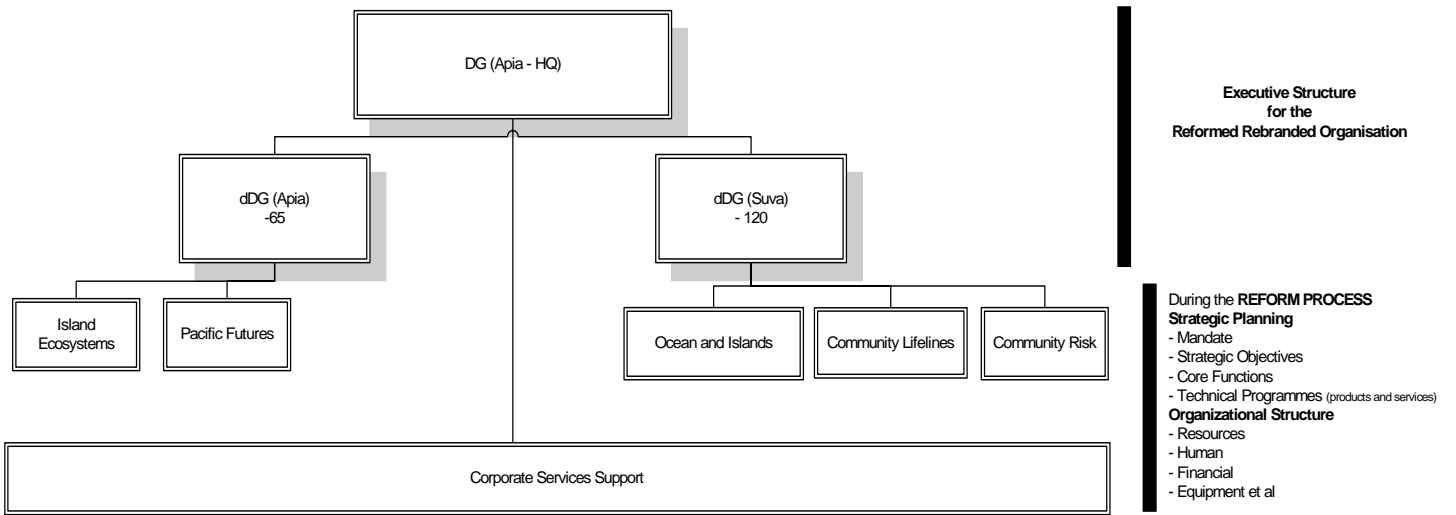 DG (Apia - HQ)
Executive Structure
for the
Reformed Rebranded Organisation
dDG (Apia)
-65
dDG (Suva)
- 120
Island
Ecosystems
Pacific Futures
Ocean and Islands
Community Lifelines
Community Risk
During the REFORM PROCESS
Strategic Planning
- Mandate
- Strategic Objectives
- Core Functions
- Technical Programmes (products and services)
Organizational Structure
- Resources
- Human
- Financial
- Equipment et al
Corporate Services Support